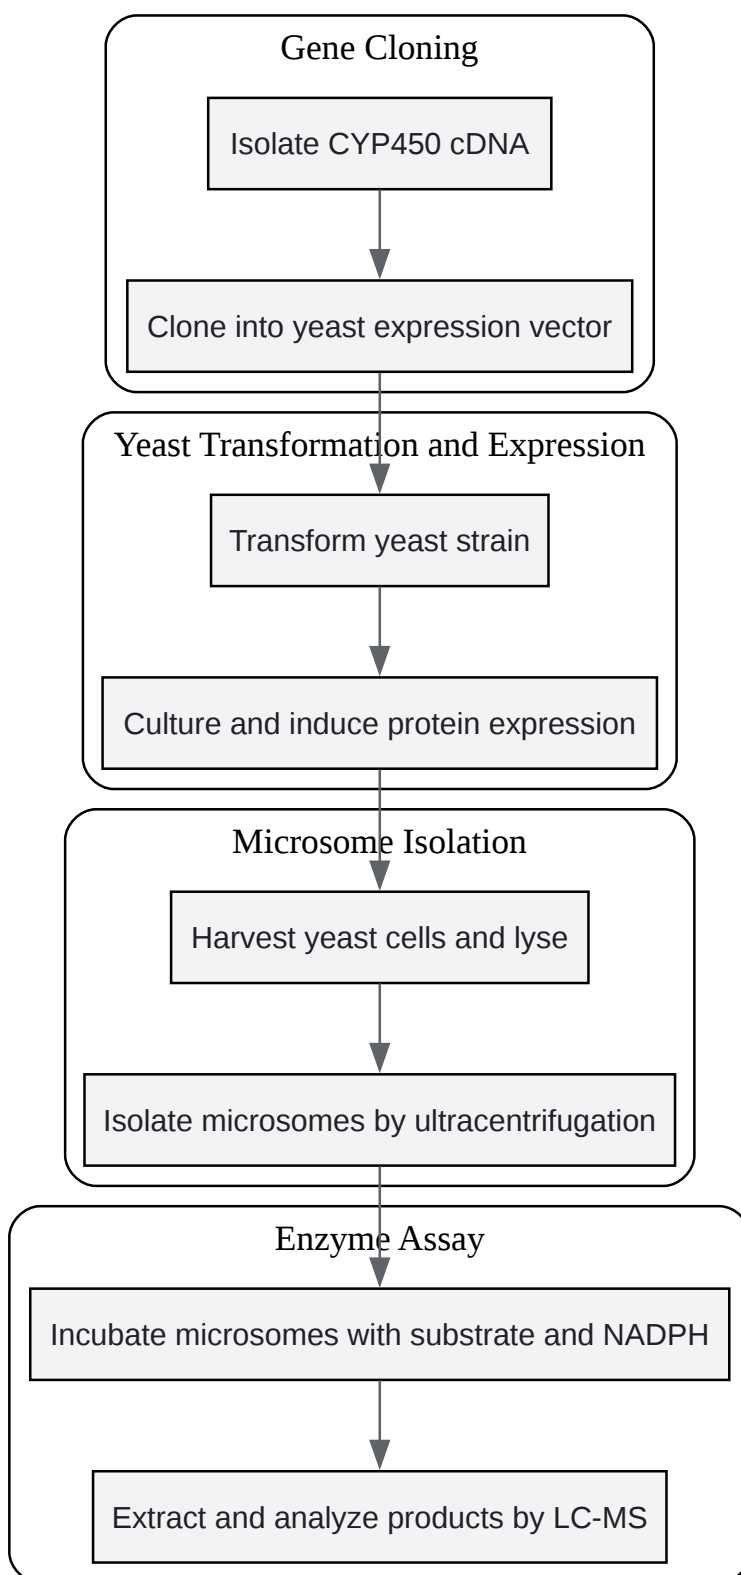 Gene Cloning
Isolate CYP450 cDNA
Clone into yeast expression vector
Yeast Transformation and Expression
Transform yeast strain
Culture and induce protein expression
Microsome Isolation
Harvest yeast cells and lyse
Isolate microsomes by ultracentrifugation
Enzyme Assay
Incubate microsomes with substrate and NADPH
Extract and analyze products by LC-MS